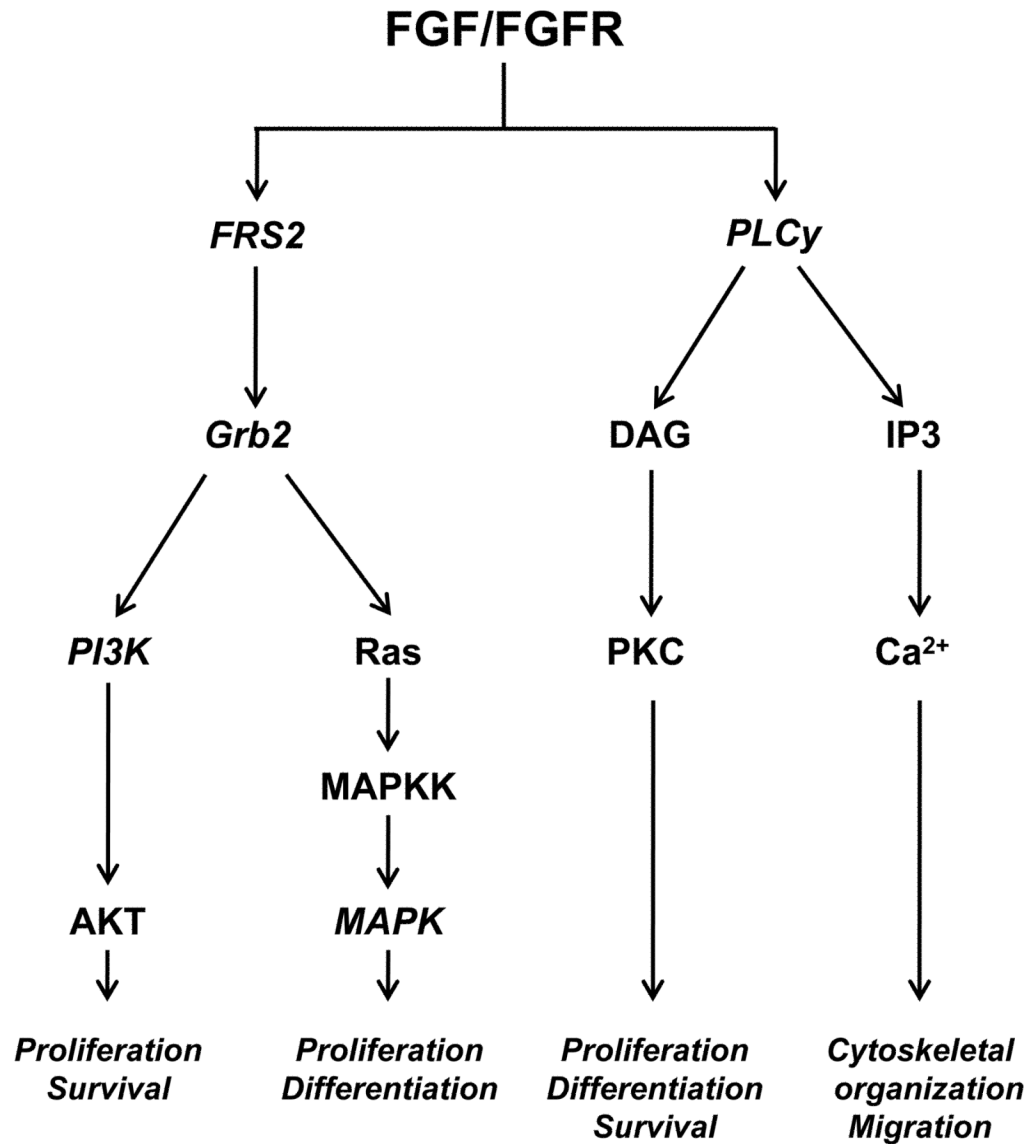 FGF/FGFR
FRS2
PLCy
Grb2
DAG
IP3
PI3K
Ras
PKC
Ca²⁺
MAPKK
AKT
MAPK
Proliferation
Survival
Proliferation
Differentiation
Proliferation
Differentiation
Survival
Cytoskeletal
organization
Migration